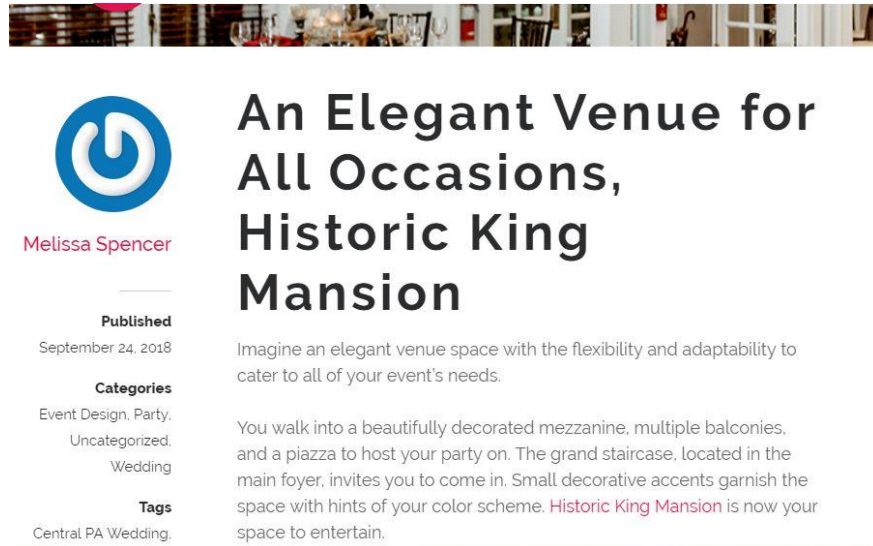 Melissa Spencer
Published
September 24, 2018
Categories
Event Design, Party,
Uncategorized,
Wedding
Tags
Central PA Wedding,
An Elegant Venue for
All Occasions,
Historic King
Mansion
Imagine an elegant venue space with the flexibility and adaptability to
cater to all of your event's needs.
You walk into a beautifully decorated mezzanine, multiple balconies,
and a piazza to host your party on. The grand staircase, located in the
main foyer, invites you to come in. Small decorative accents garnish the
space with hints of your color scheme. Historic King Mansion is now your
space to entertain.